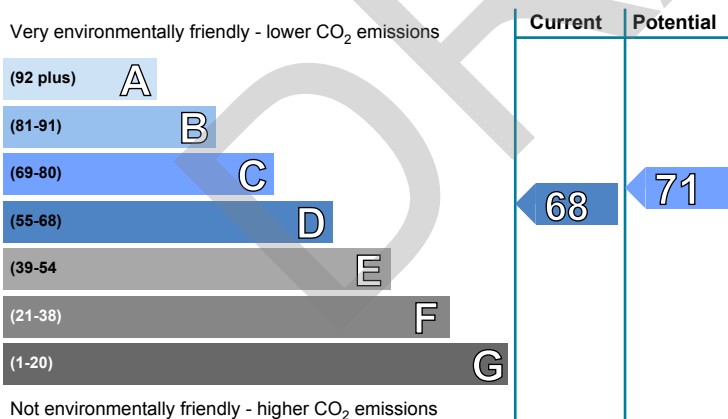 Current Potential
Very environmentally friendly - lower CO2 emissions
(92 plus) A
(81-91) B
(69-80) C
(55-68) D
68
71
(39-54 E
(21-38) F
(1-20) G
Not environmentally friendly - higher CO2 emissions